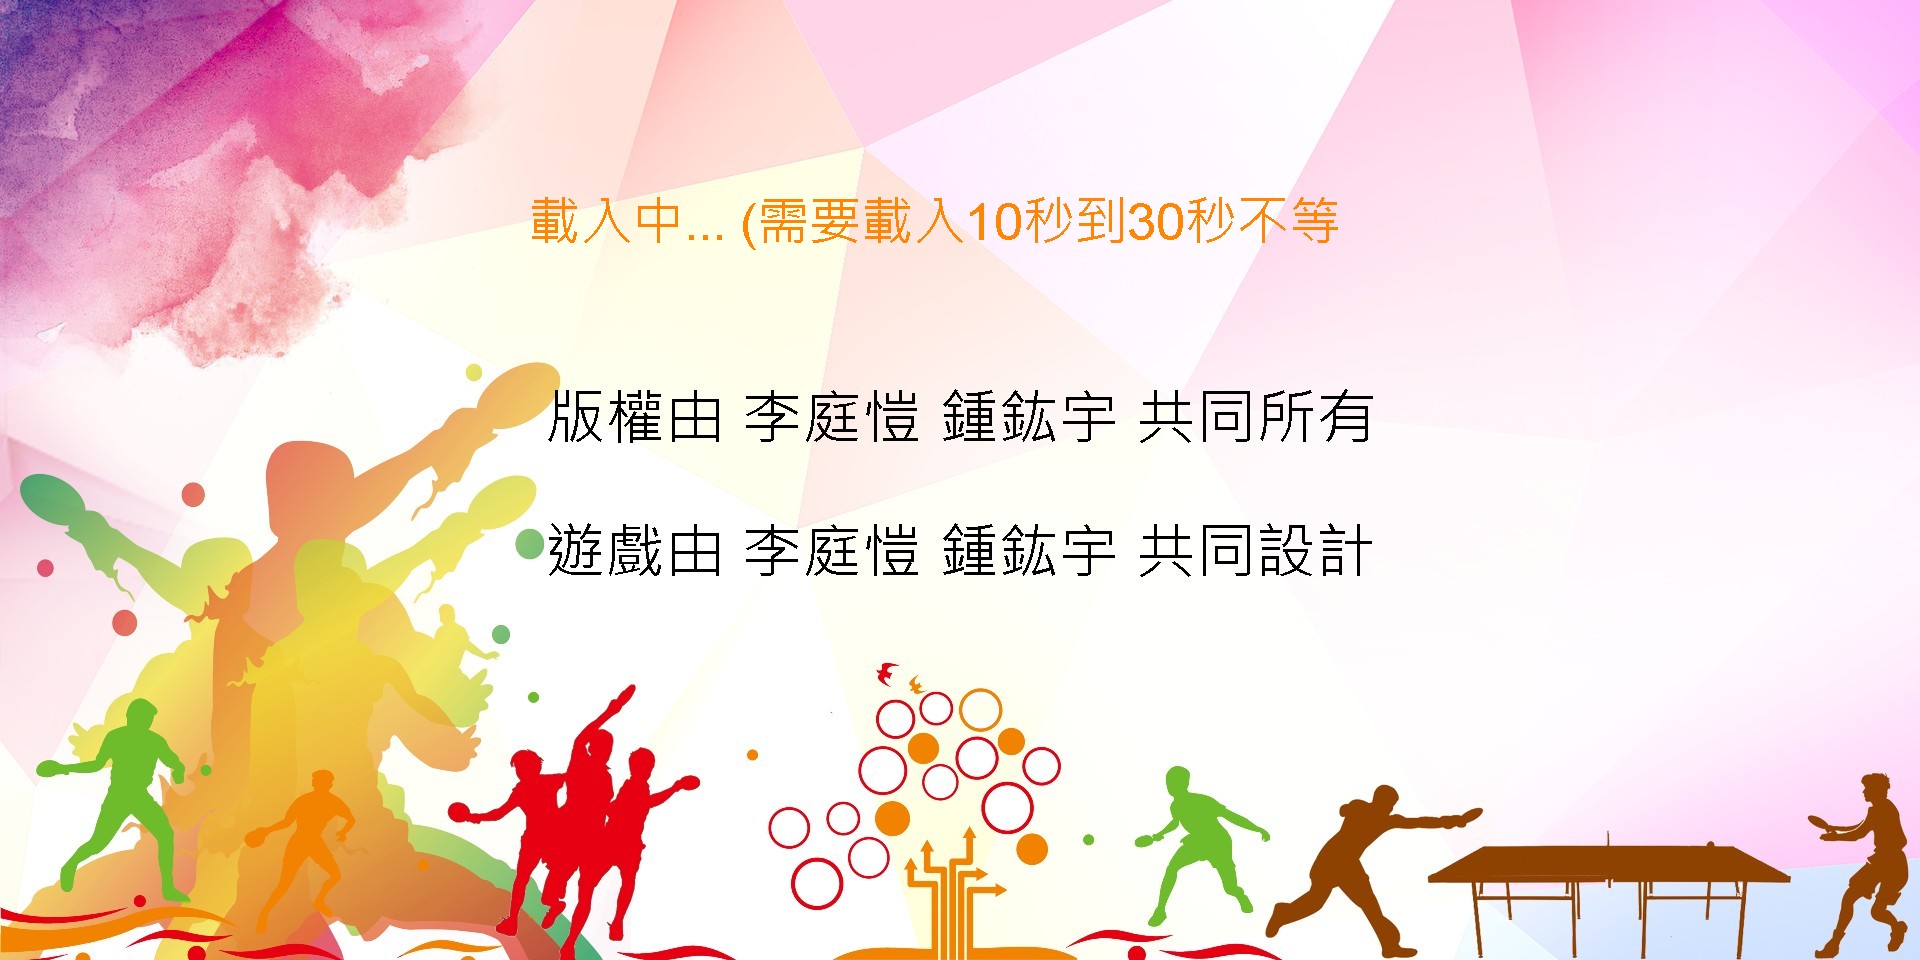 載入中... (需要載入10秒到30秒不等
版權由 李庭愷 鍾鈜宇 共同所有
遊戲由 李庭愷 鍾鈜宇 共同設計